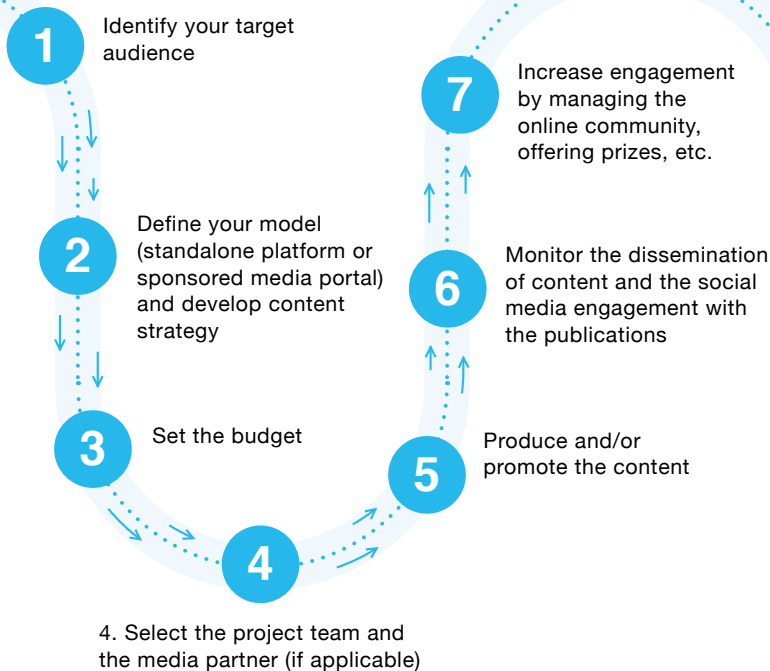 1
Identify your target
audience
2
Define your model
(standalone platform or
sponsored media portal)
and develop content
strategy
3
Set the budget
4
4. Select the project team and
the media partner (if applicable)
5
Produce and/or
promote the content
6
Monitor the dissemination
of content and the social
media engagement with
the publications
7
Increase engagement
by managing the
online community,
offering prizes, etc.